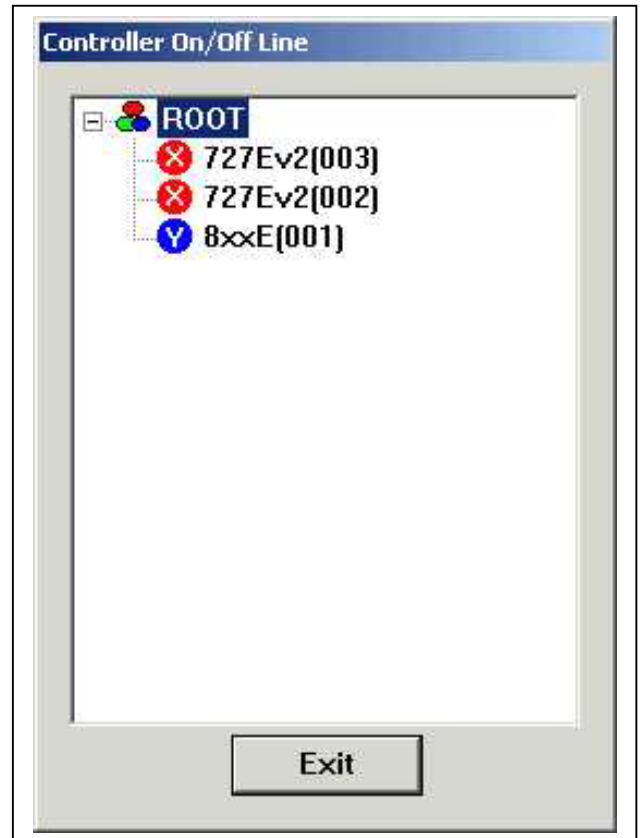 Controller On/Off Line
ROOT
X 727Ev2(003)
X 727Ev2(002)
Y 8xxE(001)
Exit